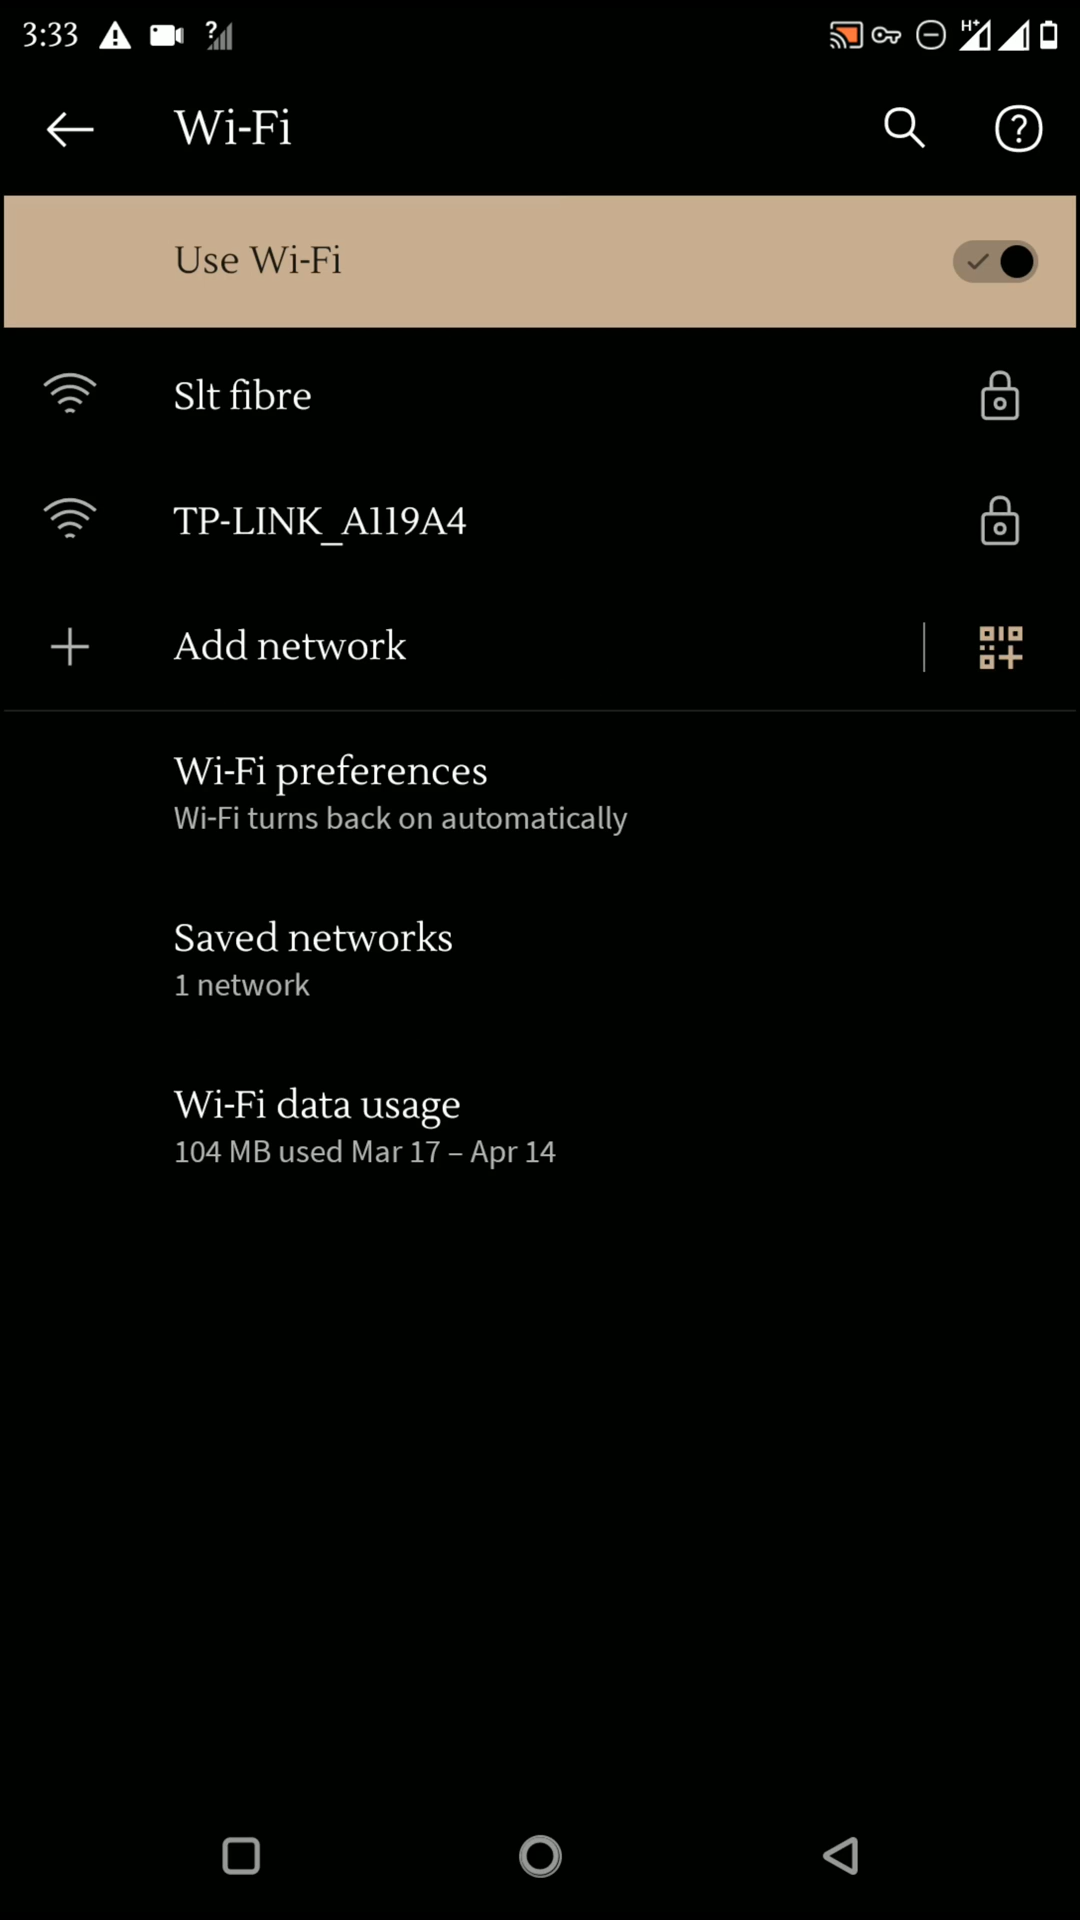 3:33
H+
Wi-Fi
Use Wi-Fi
Slt fibre
TP-LINK_A119A4
Add network
Wi-Fi preferences
Wi-Fi turns back on automatically
Saved networks
1 network
Wi-Fi data usage
104 MB used Mar 17 – Apr 14